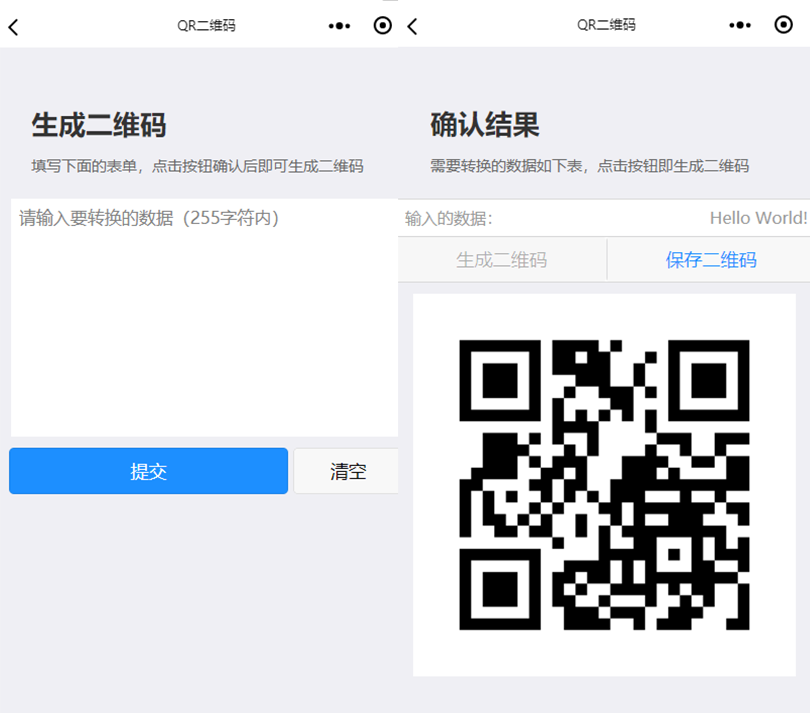 QR二维码
生成二维码
填写下面的表单，点击按钮确认后即可生成二维码
请输入要转换的数据（255字符内）
提交
清空
QR二维码
确认结果
需要转换的数据如下表，点击按钮即生成二维码
输入的数据：
Hello World!
生成二维码
保存二维码